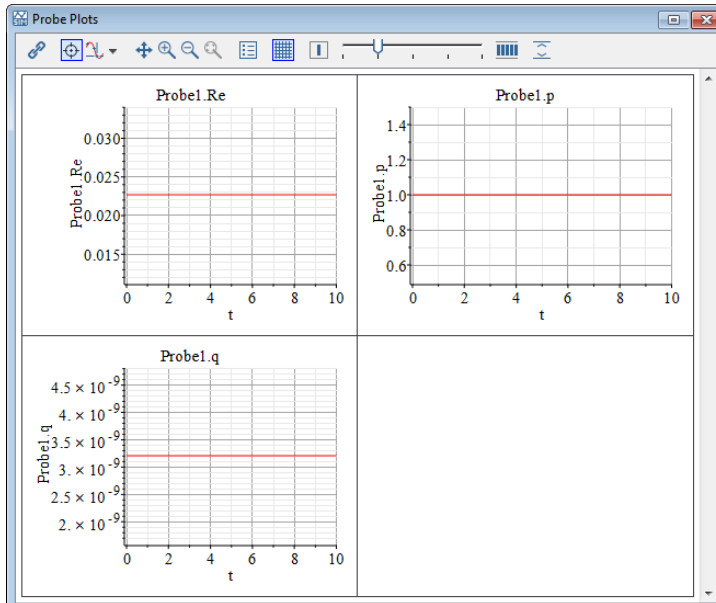 Probe Plots
Probe1.Re
Probe1.Re
0.030
0.025
0.020
0.015
0 2 4 6 8 10
t
Probe1.p
Probe1.p
1.4
1.2
1.0
0.8
0.6
0 2 4 6 8 10
t
Probe1.q
Probe1.q
4.5 × 10⁻⁹
4. × 10⁻⁹
3.5 × 10⁻⁹
3. × 10⁻⁹
2.5 × 10⁻⁹
2. × 10⁻⁹
0 2 4 6 8 10
t